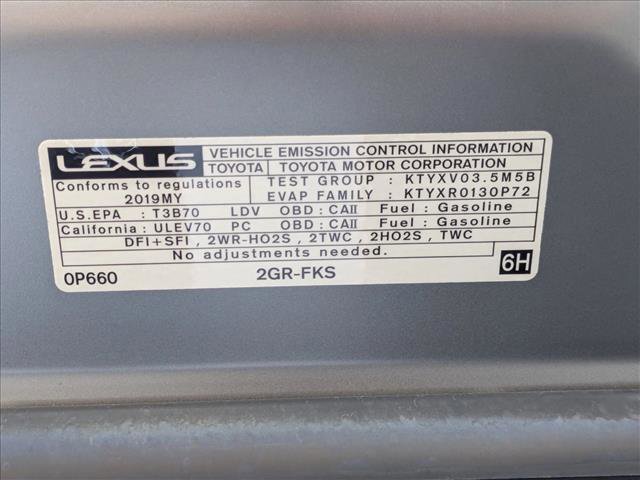 LEXUS VEHICLE EMISSION CONTROL INFORMATION
TOYOTA TOYOTA MOTOR CORPORATION
Conforms to regulations TEST GROUP : KTYXV03.5M5B
2019MY EVAP FAMILY : KTYXR0130P72
U.S.EPA : T3B70 LDV OBD : CAII Fuel : Gasoline
California : ULEV70 PC OBD : CAII Fuel : Gasoline
DFI+SFI , 2WR-HO2S , 2TWC , 2HO2S , TWC
No adjustments needed.
0P660 2GR-FKS 6H